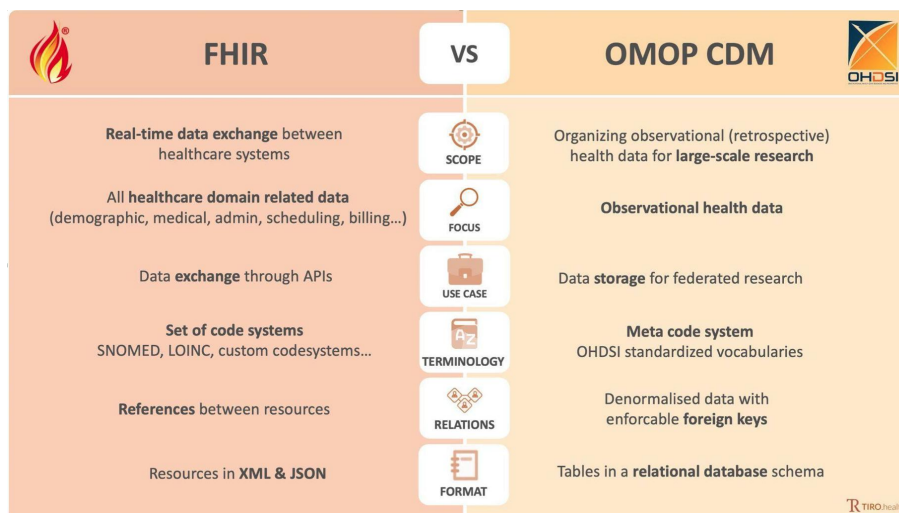 ®
FHIR
VS
OMOP CDM
OHDSI
Real-time data exchange between
healthcare systems
SCOPE
Organizing observational (retrospective)
health data for large-scale research
All healthcare domain related data
(demographic, medical, admin, scheduling, billing...)
FOCUS
Observational health data
Data exchange through APIs
USE CASE
Data storage for federated research
Set of code systems
SNOMED, LOINC, custom codesystems...
AZ
TERMINOLOGY
Meta code system
OHDSI standardized vocabularies
References between resources
RELATIONS
Denormalised data with
enforcable foreign keys
Resources in XML & JSON
FORMAT
Tables in a relational database schema
TIRO.health